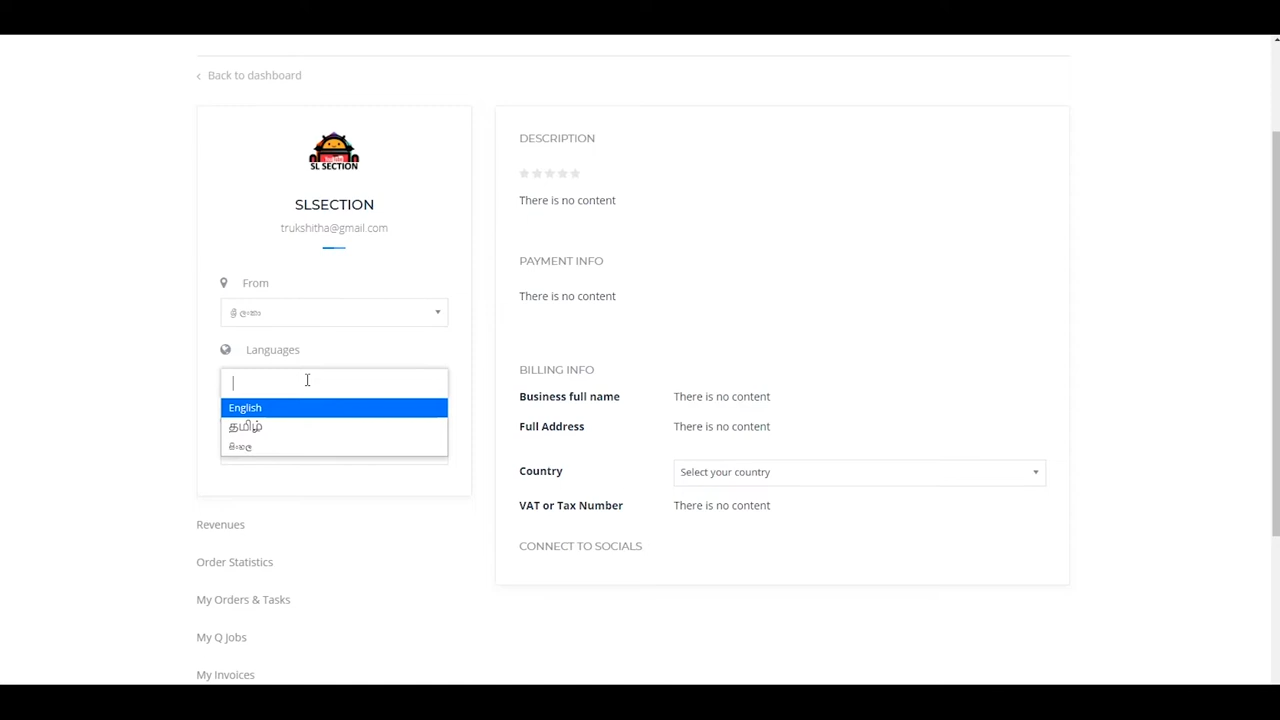 Back to dashboard
SL SECTION
SLSECTION
trukshitha@gmail.com
From
ශ්‍රී ලංකාව
Languages
English
தமிழ்
සිංහල
Revenues
Order Statistics
My Orders & Tasks
My Q Jobs
My Invoices
DESCRIPTION
There is no content
PAYMENT INFO
There is no content
BILLING INFO
Business full name There is no content
Full Address There is no content
Country Select your country
VAT or Tax Number There is no content
CONNECT TO SOCIALS